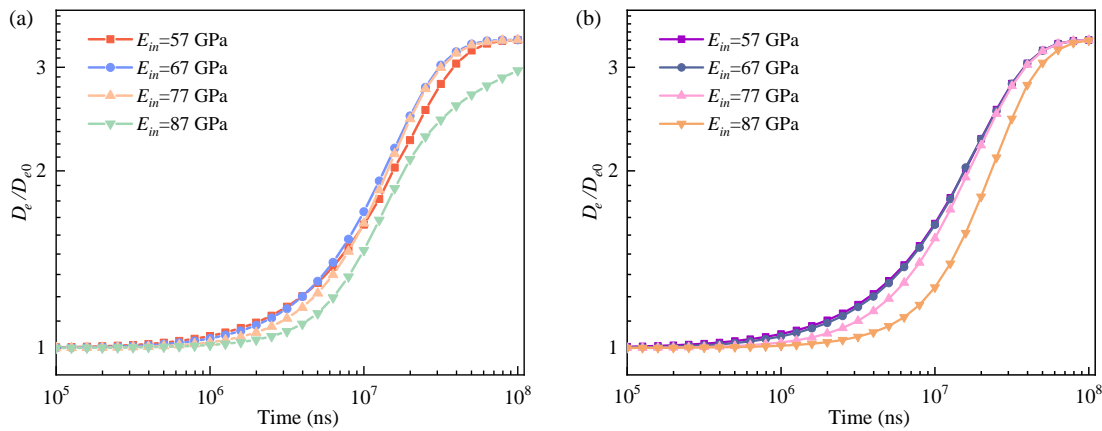 (a)
E_in=57 GPa
E_in=67 GPa
E_in=77 GPa
E_in=87 GPa
D_e/D_e0
3
2
1
10^5
10^6
10^7
10^8
Time (ns)
(b)
E_in=57 GPa
E_in=67 GPa
E_in=77 GPa
E_in=87 GPa
D_e/D_e0
3
2
1
10^5
10^6
10^7
10^8
Time (ns)